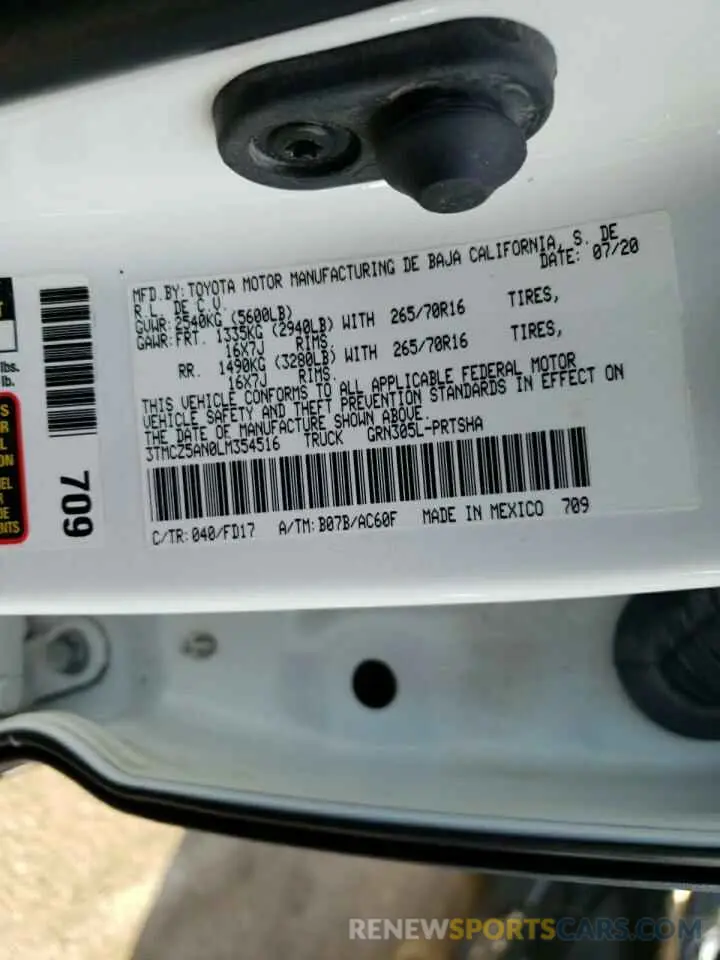 MFD.BY:TOYOTA MOTOR MANUFACTURING DE BAJA CALIFORNIA, S. DE
R.L. DE C.V. DATE: 07/20
GVWR:2540KG (5600LB)
GAWR:FRT. 1335KG (2940LB) WITH 265/70R16 TIRES,
16X7J RIMS.
RR. 1490KG (3280LB) WITH 265/70R16 TIRES,
16X7J RIMS.
THIS VEHICLE CONFORMS TO ALL APPLICABLE FEDERAL MOTOR
VEHICLE SAFETY AND THEFT PREVENTION STANDARDS IN EFFECT ON
THE DATE OF MANUFACTURE SHOWN ABOVE.
3TMCZ5AN0LM354516 TRUCK GRN305L-PRTSHA
C/TR:040/FD17 A/TM:B07B/AC60F MADE IN MEXICO 709
709
lbs.
lb.
RENEWSPORTSCARS.COM